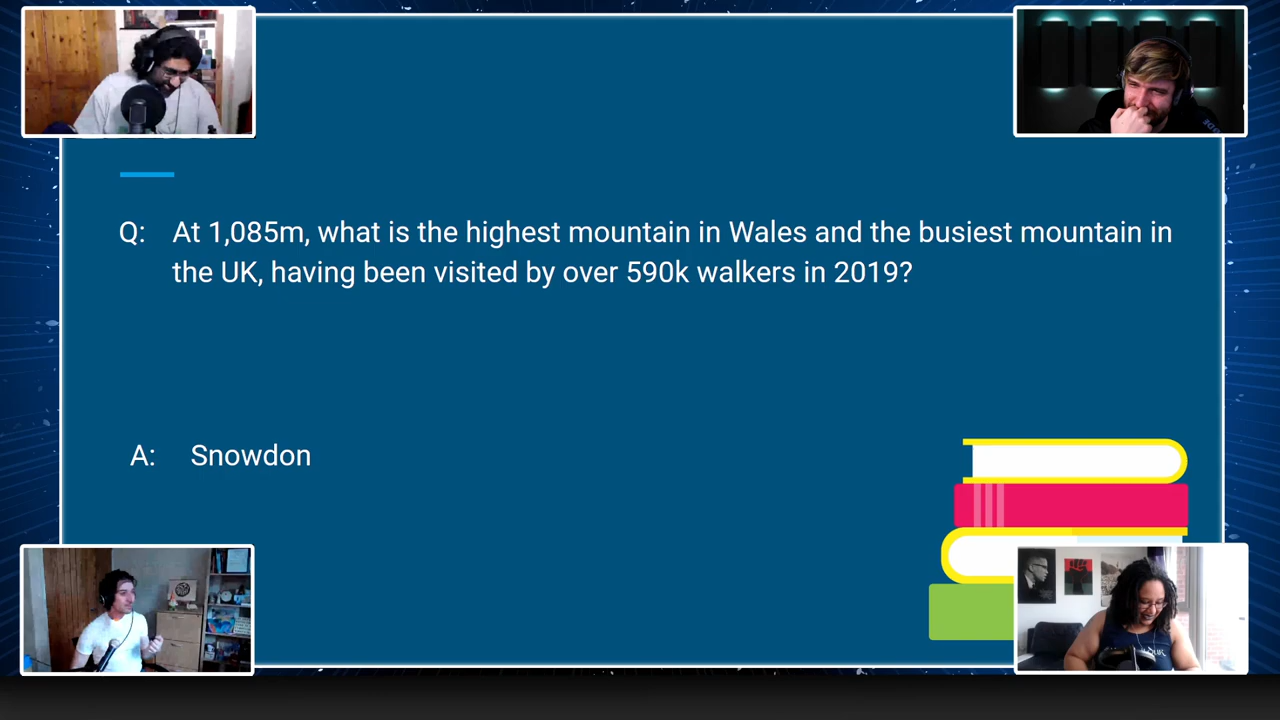 Q: At 1,085m, what is the highest mountain in Wales and the busiest mountain in
the UK, having been visited by over 590k walkers in 2019?
A: Snowdon